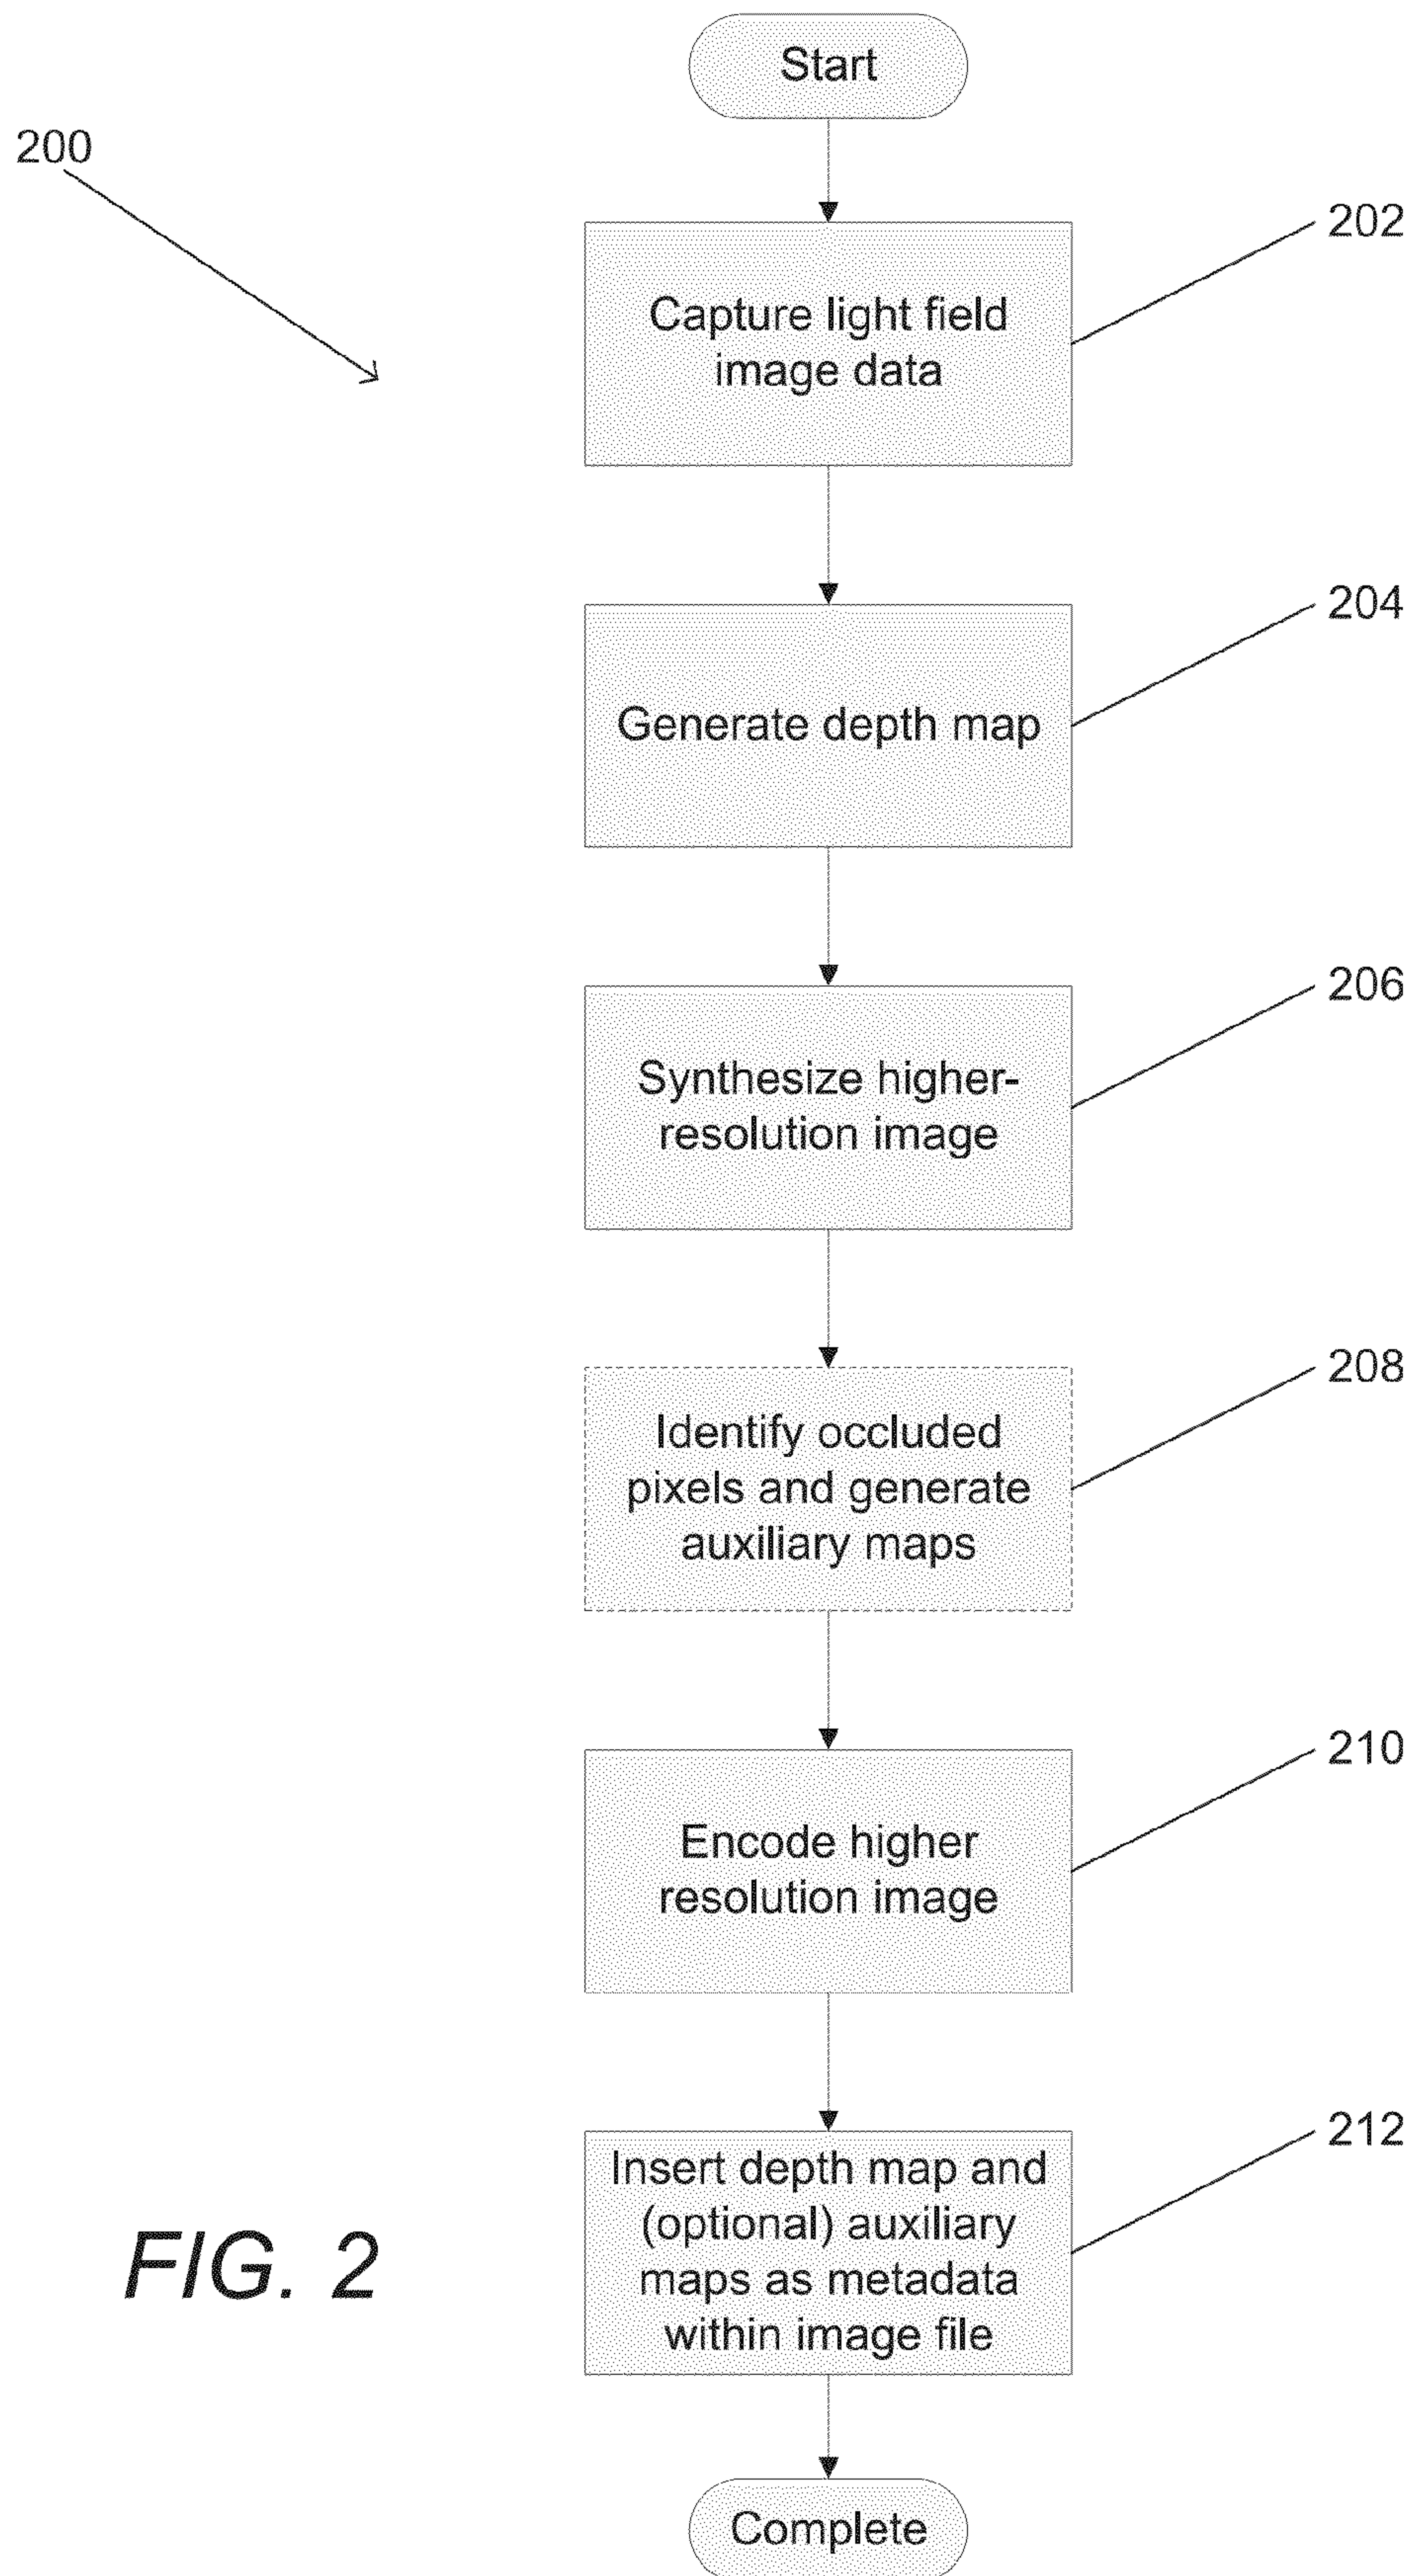 Start
200
202
Capture light field
image data
204
Generate depth map
206
Synthesize higher-
resolution image
208
Identify occluded
pixels and generate
auxiliary maps
210
Encode higher
resolution image
212
Insert depth map and
(optional) auxiliary
maps as metadata
within image file
FIG. 2
Complete